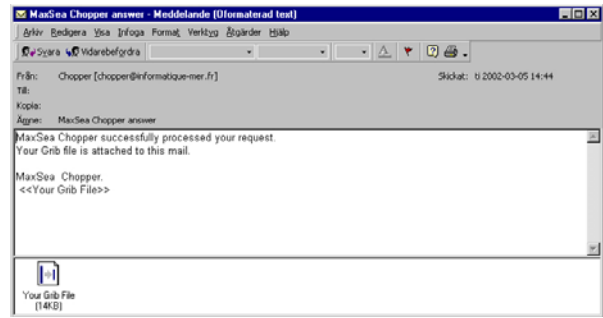 MaxSea Chopper answer - Meddelande (Oformaterad text)
Arkiv Redigera Visa Infoga Format Verktyg Åtgärder Hjälp
Svara Vidarebefordra
Från: Chopper [chopper@informatique-mer.fr] Skickat: ti 2002-03-05 14:44
Till:
Kopia:
Ämne: MaxSea Chopper answer
MaxSea Chopper successfully processed your request.
Your Grib file is attached to this mail.
MaxSea Chopper.
<<Your Grib File>>
Your Grib File
(14KB)